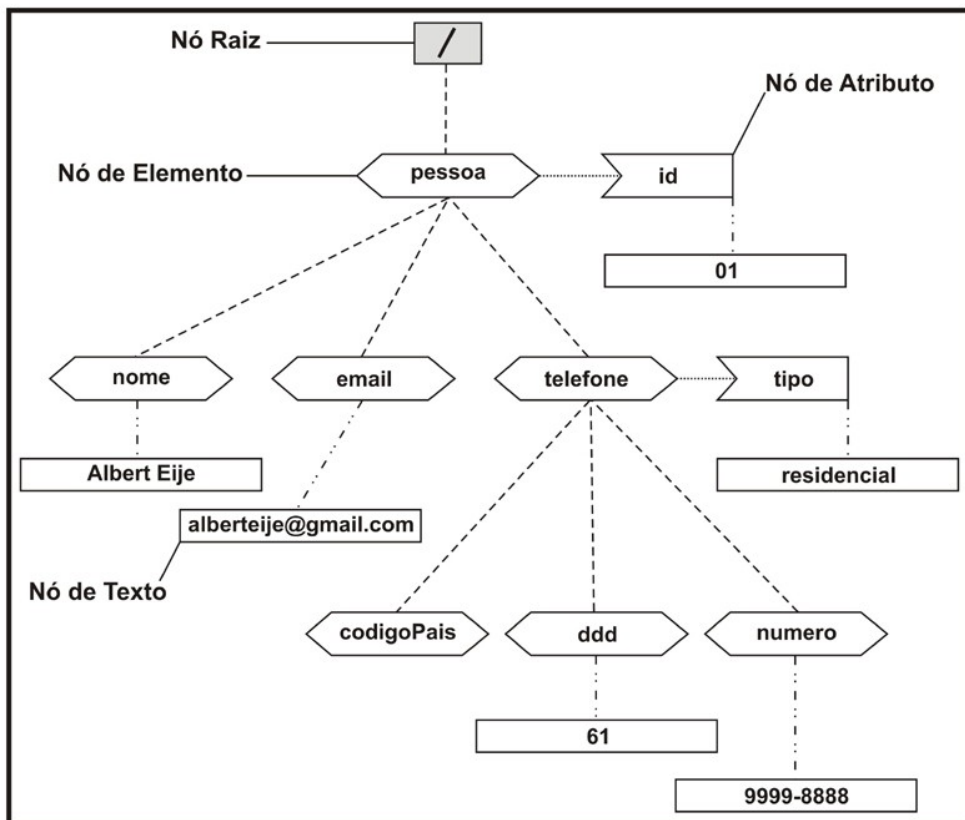 Nó Raiz
/
Nó de Atributo
Nó de Elemento
pessoa
id
01
nome
email
telefone
tipo
Albert Eije
residencial
alberteije@gmail.com
Nó de Texto
codigoPais
ddd
numero
61
9999-8888